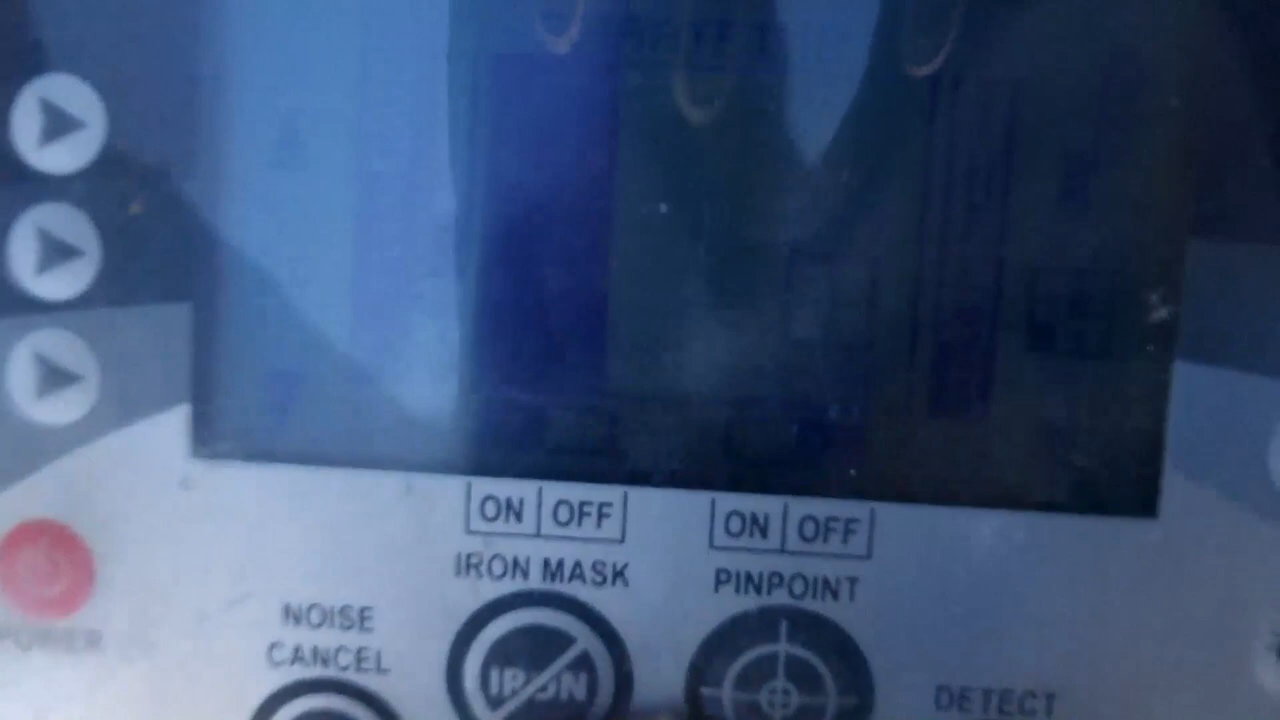 ON OFF ON OFF
IRON MASK PINPOINT
NOISE
CANCEL
IRON
POWER
DETECT